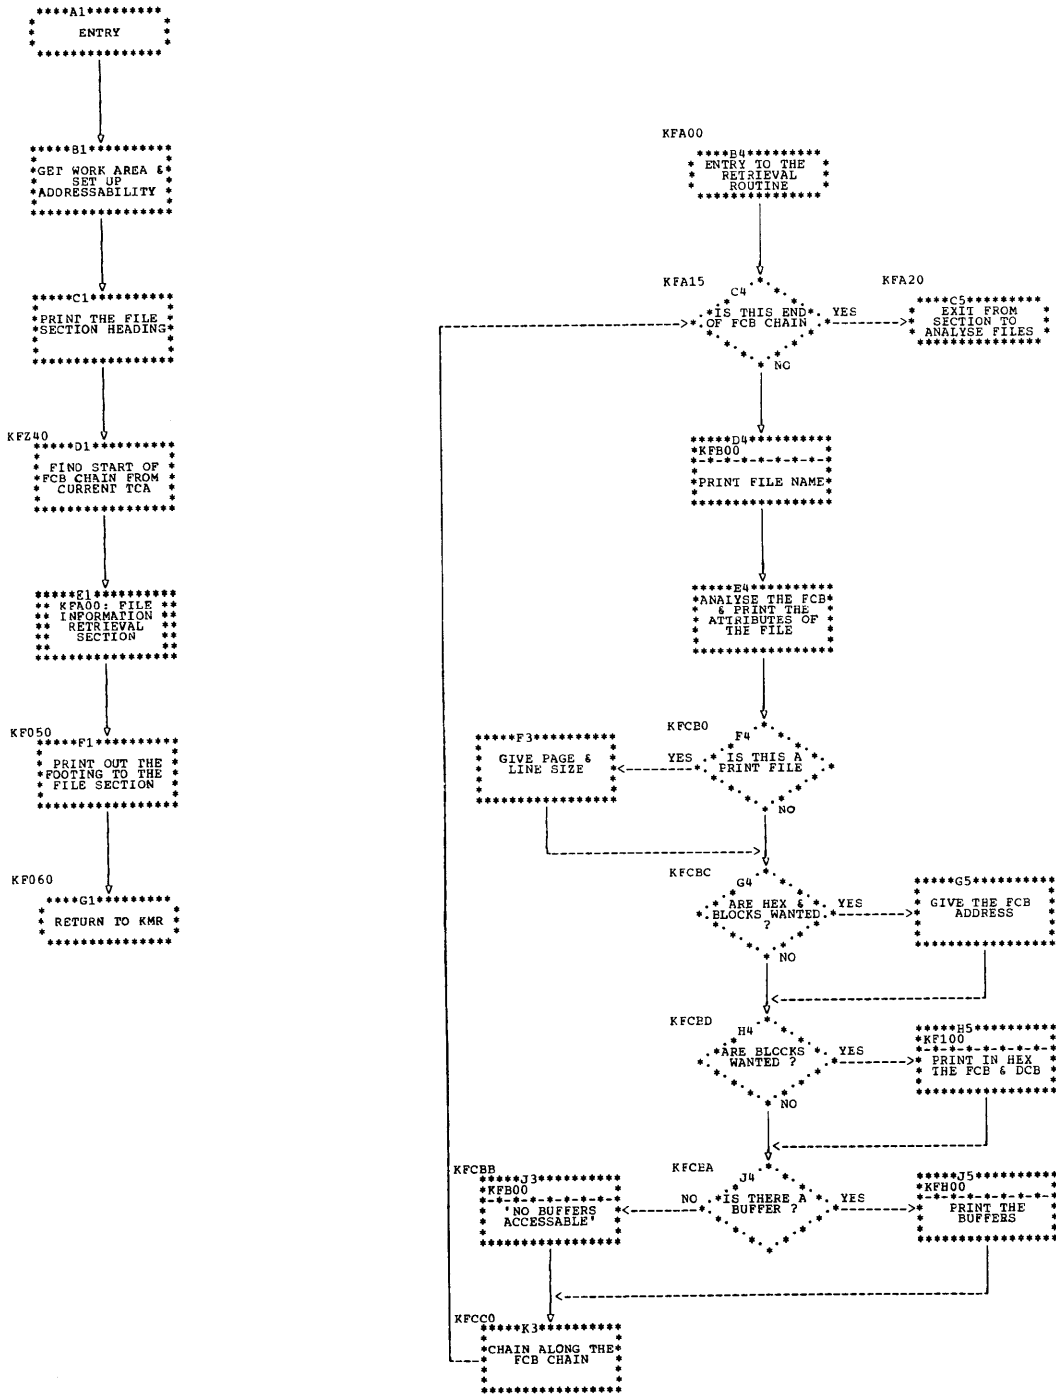 A1
ENTRY
B1
GET WORK AREA &
SET UP
ADDRESSABILITY
C1
PRINT THE FILE
SECTION HEADING
KFZ40
D1
FIND START OF
FCB CHAIN FROM
CURRENT TCA
E1
KFA00: FILE
INFORMATION
RETRIEVAL
SECTION
KF050
F1
PRINT OUT THE
FOOTING TO THE
FILE SECTION
KF060
G1
RETURN TO KMR
KFA00
B4
ENTRY TO THE
RETRIEVAL
ROUTINE
KFA15
C4
IS THIS END
OF FCB CHAIN
YES
NO
KFA20
C5
EXIT FROM
SECTION TO
ANALYSE FILES
D4
KFB00
PRINT FILE NAME
E4
ANALYSE THE FCB
& PRINT THE
ATTRIBUTES OF
THE FILE
KFCB0
F4
IS THIS A
PRINT FILE
YES
NO
F3
GIVE PAGE &
LINE SIZE
KFCBC
G4
ARE HEX &
BLOCKS WANTED
?
YES
NO
G5
GIVE THE FCB
ADDRESS
KFCBD
H4
ARE BLOCKS
WANTED ?
YES
NO
H5
KF100
PRINT IN HEX
THE FCB & DCB
KFCBA
J4
IS THERE A
BUFFER ?
NO
YES
KFCBB
J3
KFB00
'NO BUFFERS
ACCESSABLE'
J5
KFH00
PRINT THE
BUFFERS
KFCC0
K3
CHAIN ALONG THE
FCB CHAIN